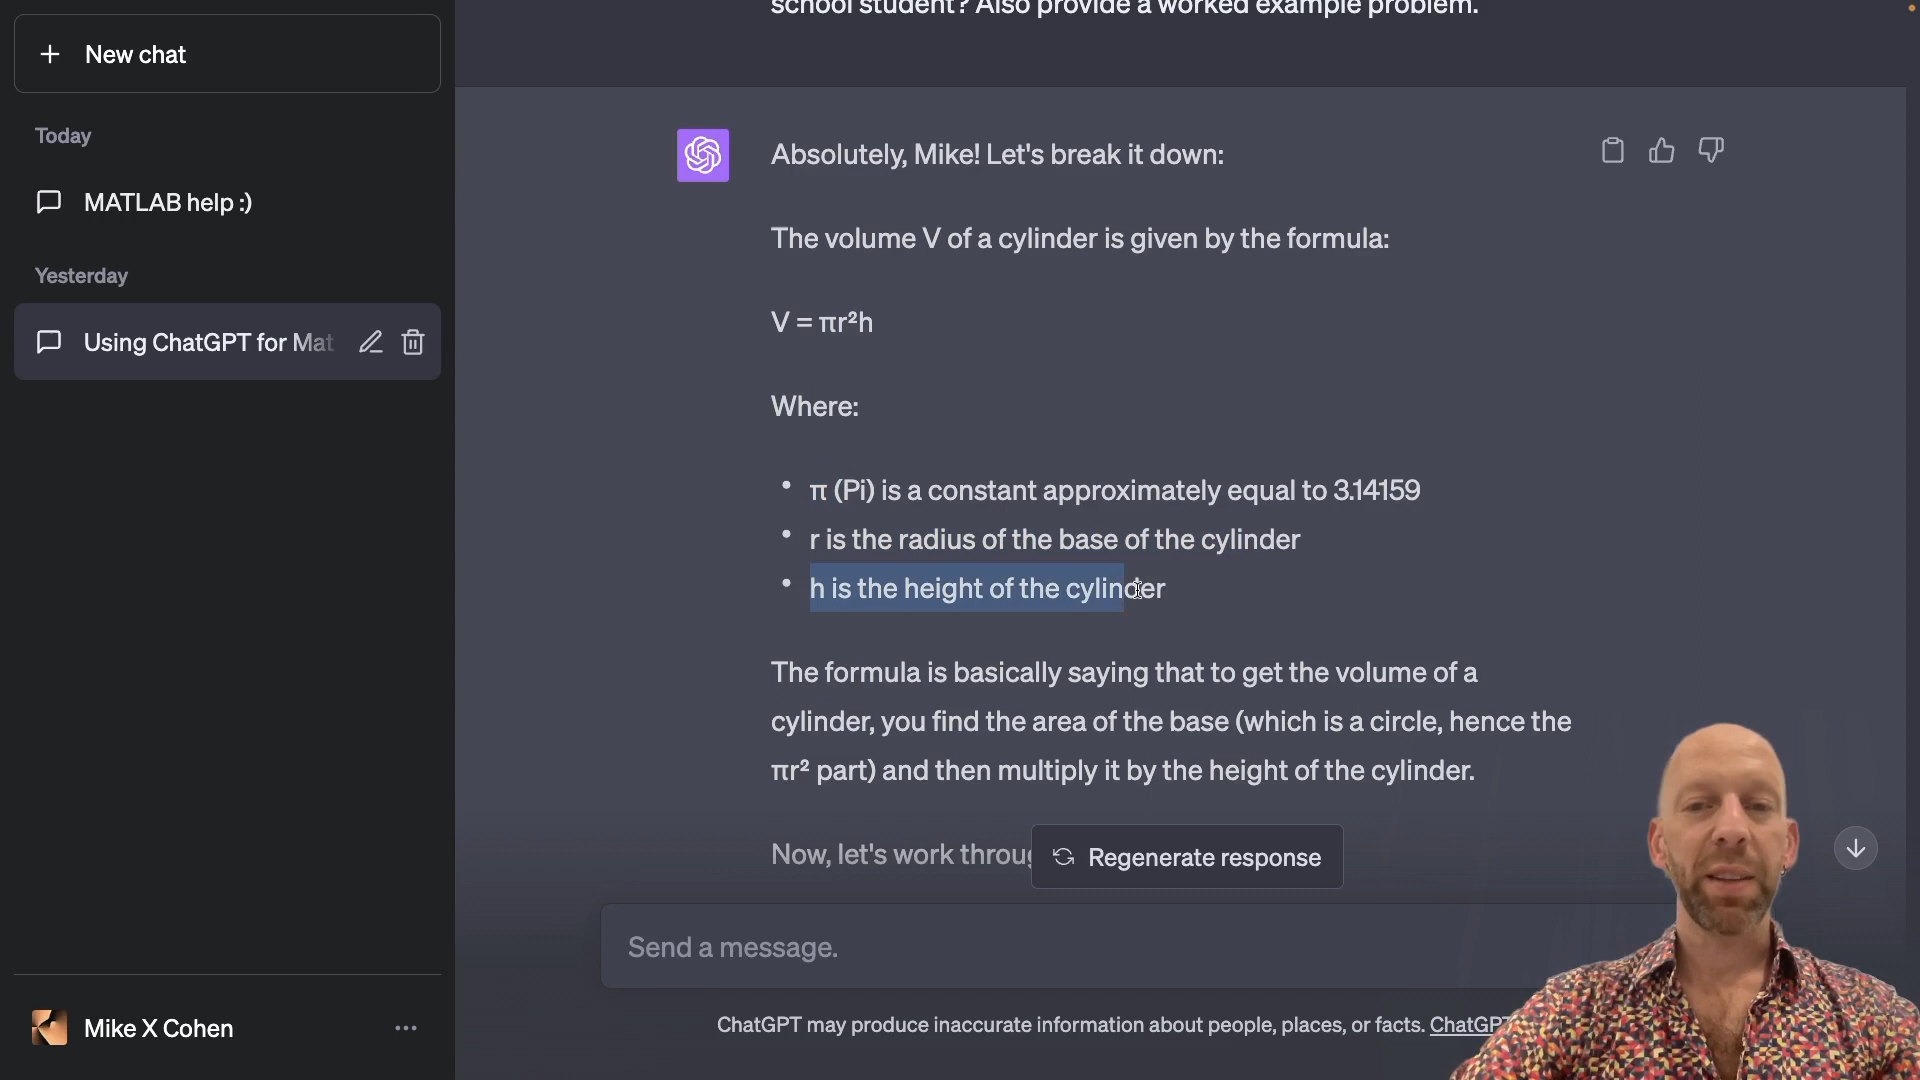 New chat
Today
MATLAB help :)
Yesterday
Using ChatGPT for Mat
Mike X Cohen
school student? Also provide a worked example problem.
Absolutely, Mike! Let's break it down:
The volume V of a cylinder is given by the formula:
V = πr²h
Where:
• π (Pi) is a constant approximately equal to 3.14159
• r is the radius of the base of the cylinder
• h is the height of the cylinder
The formula is basically saying that to get the volume of a
cylinder, you find the area of the base (which is a circle, hence the
πr² part) and then multiply it by the height of the cylinder.
Now, let's work throug
Regenerate response
Send a message.
ChatGPT may produce inaccurate information about people, places, or facts. ChatGPT